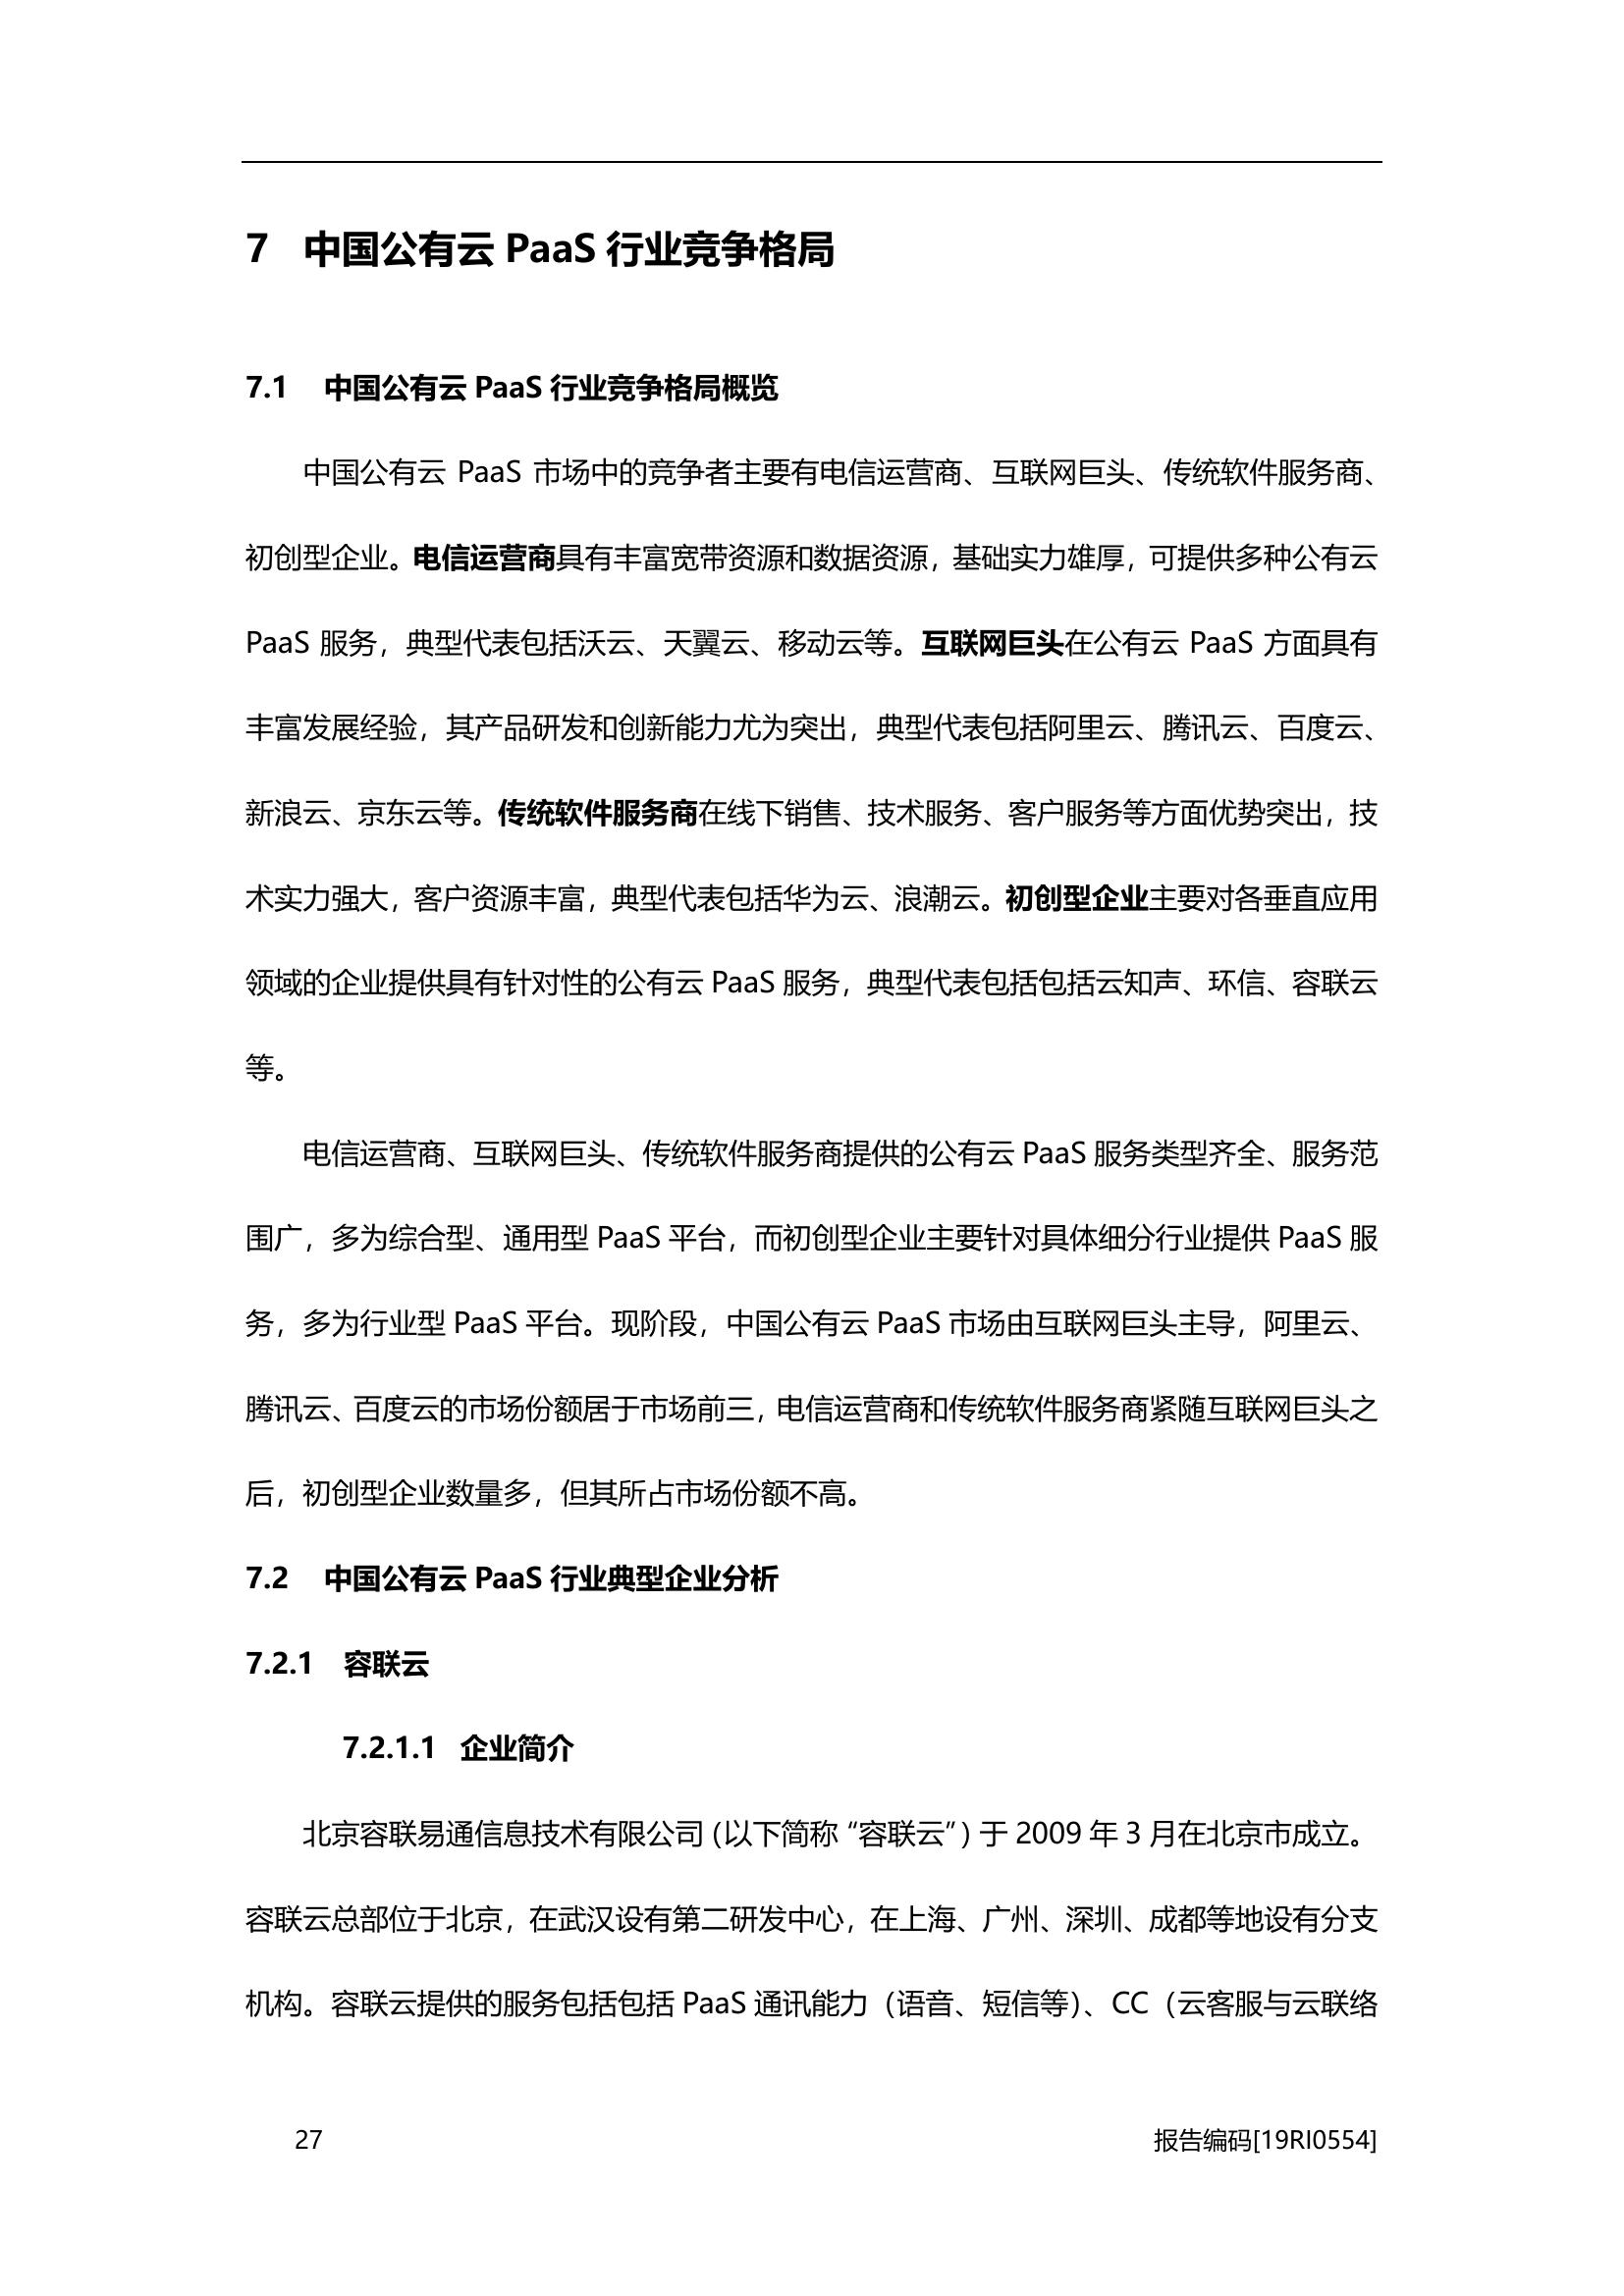 7 中国公有云 PaaS 行业竞争格局
7.1 中国公有云 PaaS 行业竞争格局概览
中国公有云 PaaS 市场中的竞争者主要有电信运营商、互联网巨头、传统软件服务商、
初创型企业。电信运营商具有丰富宽带资源和数据资源，基础实力雄厚，可提供多种公有云
PaaS 服务，典型代表包括沃云、天翼云、移动云等。互联网巨头在公有云 PaaS 方面具有
丰富发展经验，其产品研发和创新能力尤为突出，典型代表包括阿里云、腾讯云、百度云、
新浪云、京东云等。传统软件服务商在线下销售、技术服务、客户服务等方面优势突出，技
术实力强大，客户资源丰富，典型代表包括华为云、浪潮云。初创型企业主要对各垂直应用
领域的企业提供具有针对性的公有云 PaaS 服务，典型代表包括包括云知声、环信、容联云
等。
电信运营商、互联网巨头、传统软件服务商提供的公有云 PaaS 服务类型齐全、服务范
围广，多为综合型、通用型 PaaS 平台，而初创型企业主要针对具体细分行业提供 PaaS 服
务，多为行业型 PaaS 平台。现阶段，中国公有云 PaaS 市场由互联网巨头主导，阿里云、
腾讯云、百度云的市场份额居于市场前三，电信运营商和传统软件服务商紧随互联网巨头之
后，初创型企业数量多，但其所占市场份额不高。
7.2 中国公有云 PaaS 行业典型企业分析
7.2.1 容联云
7.2.1.1 企业简介
北京容联易通信息技术有限公司（以下简称“容联云”）于 2009 年 3 月在北京市成立。
容联云总部位于北京，在武汉设有第二研发中心，在上海、广州、深圳、成都等地设有分支
机构。容联云提供的服务包括包括 PaaS 通讯能力（语音、短信等）、CC（云客服与云联络
27 报告编码[19RI0554]